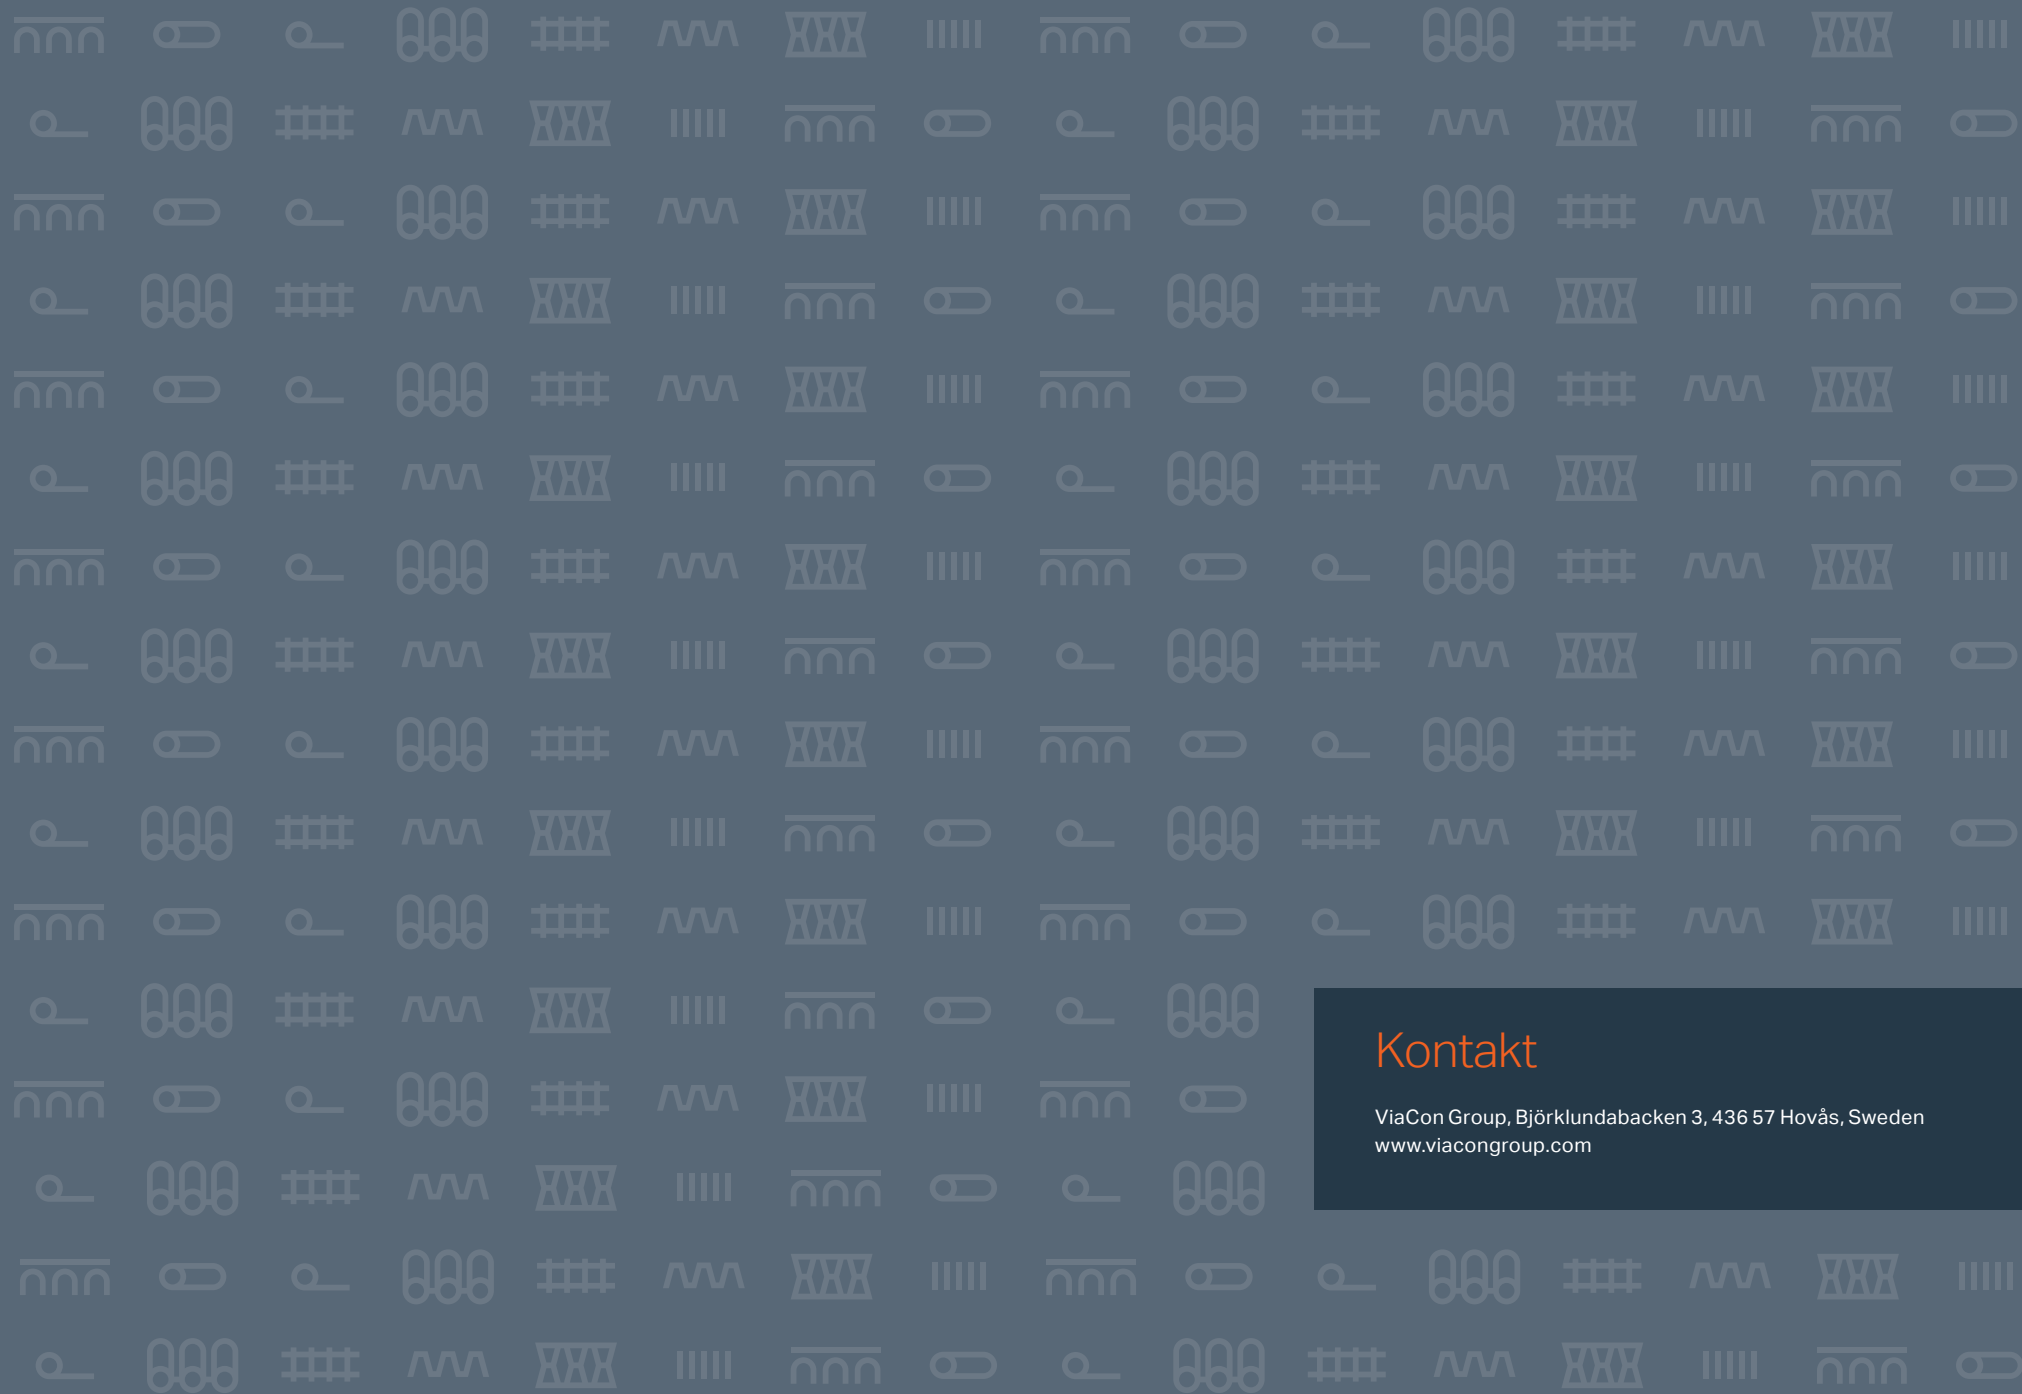 Kontakt
ViaCon Group, Björklundabacken 3, 436 57 Hovås, Sweden
www.viacongroup.com